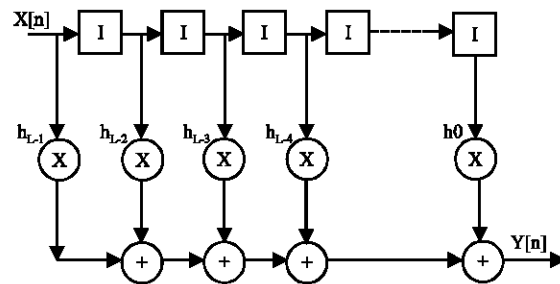 X[n]
I I I I I
h_{L-1} h_{L-2} h_{L-3} h_{L-4} h0
X X X X X
+ + + +
Y[n]